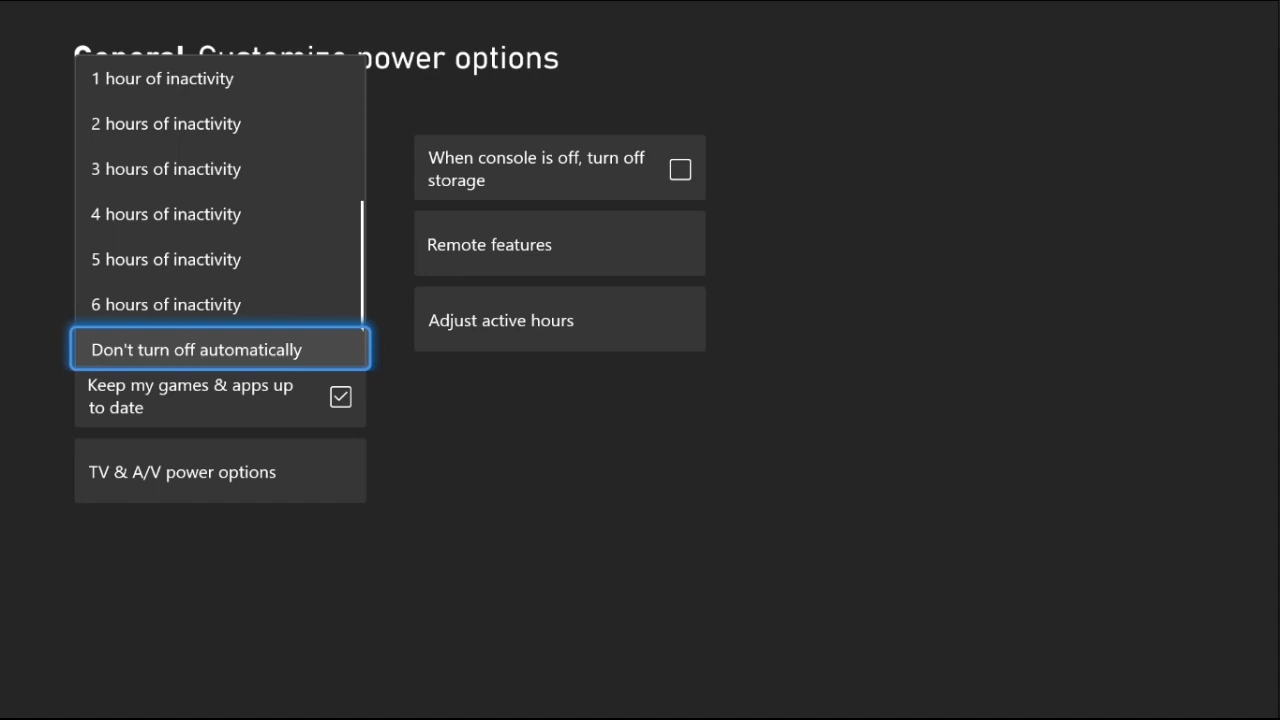 General Customize power options
1 hour of inactivity
2 hours of inactivity
3 hours of inactivity
4 hours of inactivity
5 hours of inactivity
6 hours of inactivity
Don't turn off automatically
Keep my games & apps up
to date
TV & A/V power options
When console is off, turn off
storage
Remote features
Adjust active hours